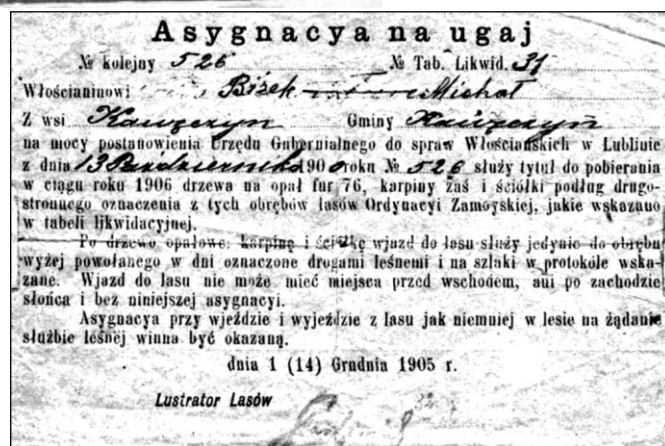 Asygnacya na ugaj
№ kolejny 526 № Tab. Likwid. 31
Włościaninowi Bizek Michał
Z wsi Kawęczyn Gminy Kawęczyn
na mocy postanowienia Urzędu Gubernialnego do spraw Włościańskich w Lublinie
z dnia 13 Października 1900 roku № 526 służy tytuł do pobierania
w ciągu roku 1906 drzewa na opał fur 76, karpiny zaś i ściółki podług drugo-
stronnego oznaczenia z tych obrębów lasów Ordynacyi Zamoyskiej, jakie wskazano
w tabeli likwidacyjnej.
Po drzewo opałowe, karpinę i ściółkę wjazd do lasu służy jedynie do obrębu
wyżej powołanego w dni oznaczone drogami leśnemi i na szlaki w protokóle wska-
zane. Wjazd do lasu nie może mieć miejsca przed wschodem, ani po zachodzie
słońca i bez niniejszej asygnacyi.
Asygnacya przy wjeździe i wyjeździe z lasu jak niemniej w lesie na żądanie
służbie leśnej winna być okazaną.
dnia 1 (14) Grudnia 1905 r.
Lustrator Lasów